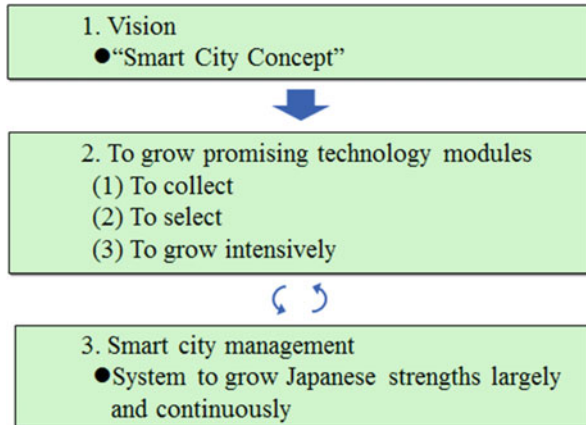 1. Vision
●“Smart City Concept”
2. To grow promising technology modules
(1) To collect
(2) To select
(3) To grow intensively
3. Smart city management
●System to grow Japanese strengths largely
and continuously